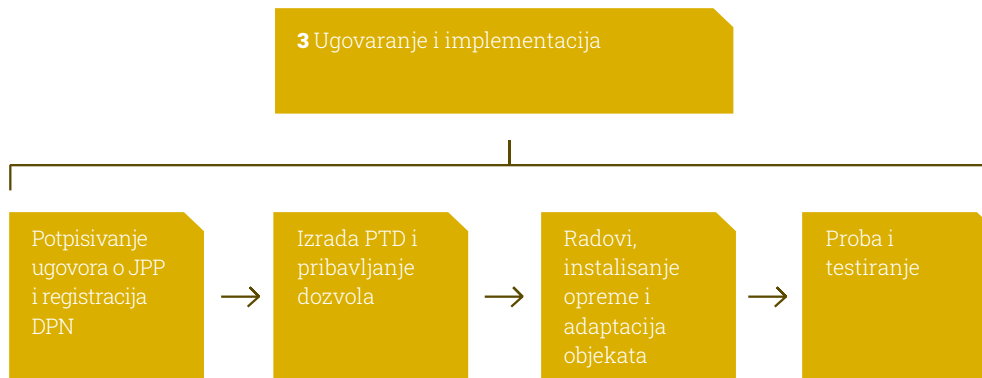 3 Ugovaranje i implementacija
Potpisivanje
ugovora o JPP
i registracija
DPN
Izrada PTD i
pribavljanje
dozvola
Radovi,
instalisanje
opreme i
adaptacija
objekata
Proba i
testiranje